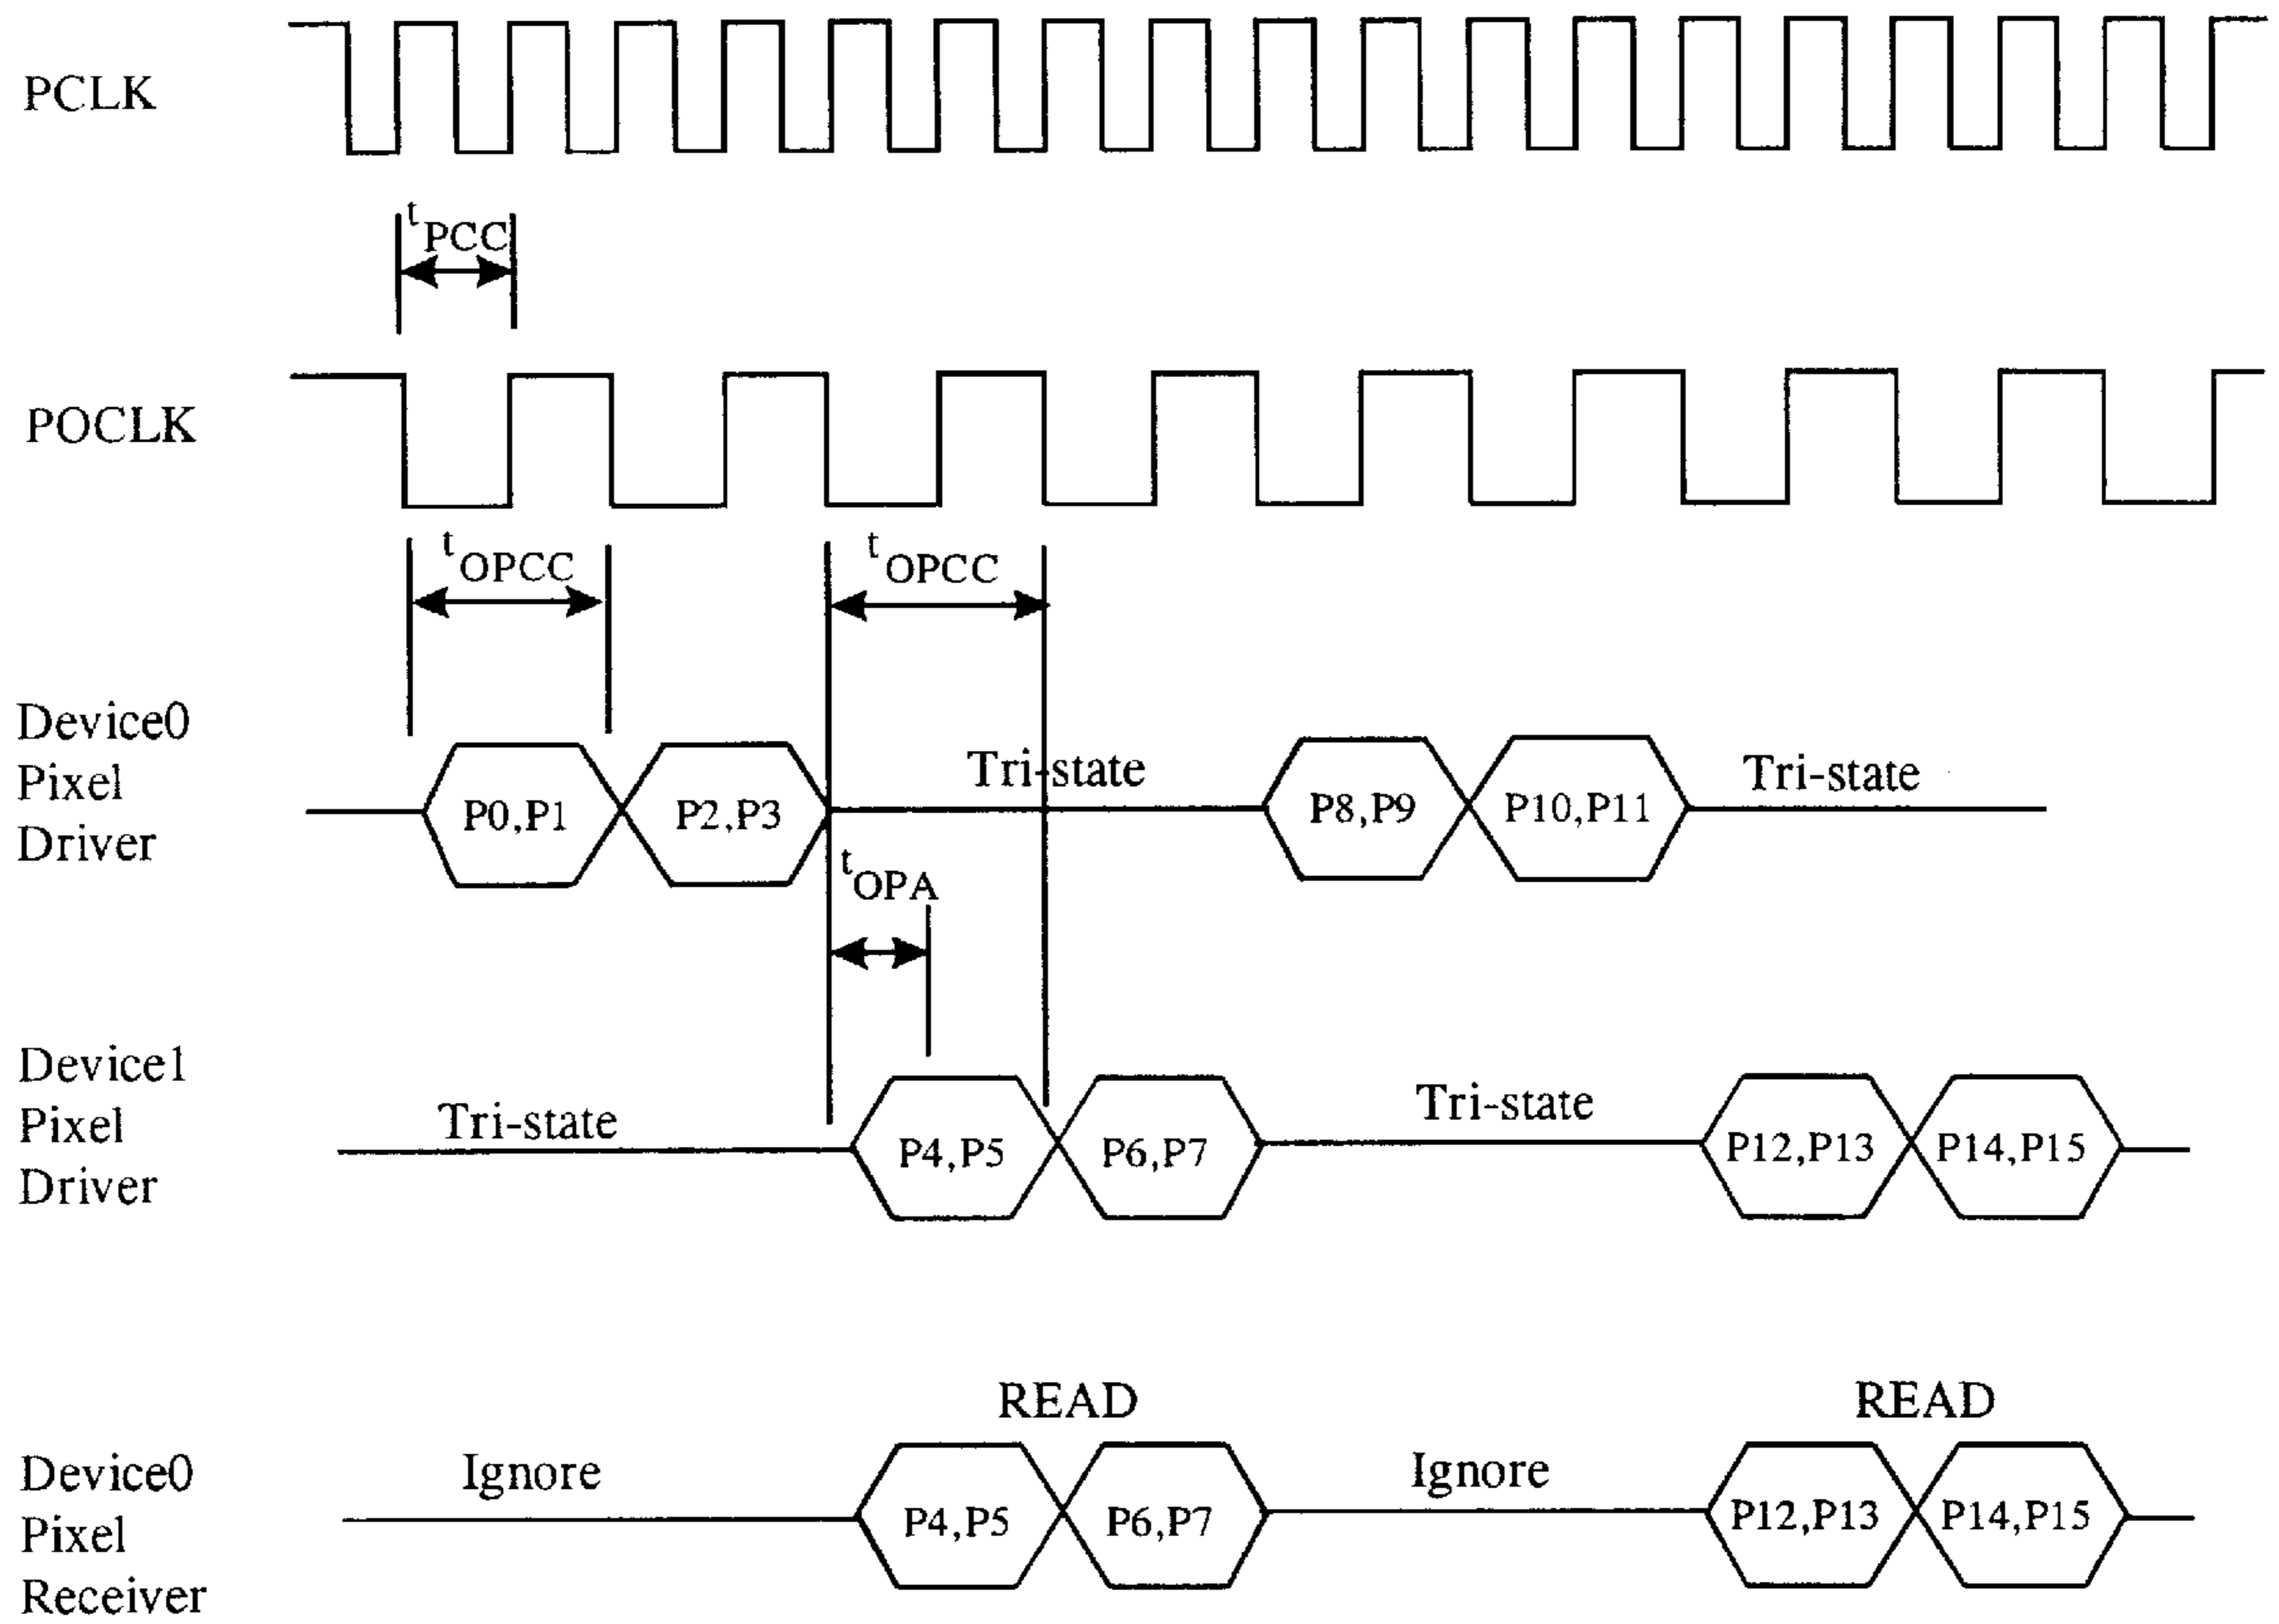 PCLK
tPCC
POCLK
tOPCC
tOPCC
Device0
Pixel
Driver
P0,P1
P2,P3
Tri-state
P8,P9
P10,P11
Tri-state
tOPA
Device1
Pixel
Driver
Tri-state
P4,P5
P6,P7
Tri-state
P12,P13
P14,P15
READ
READ
Device0
Pixel
Receiver
Ignore
P4,P5
P6,P7
Ignore
P12,P13
P14,P15